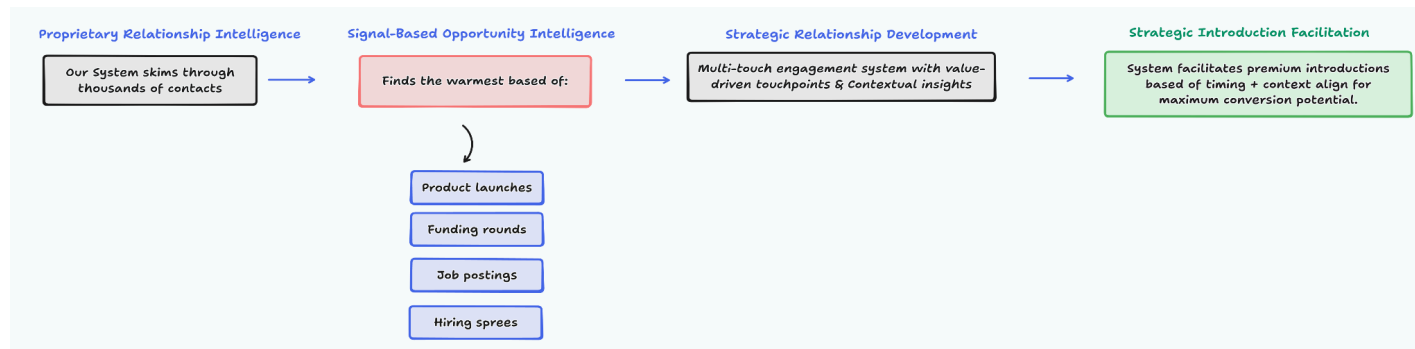 Proprietary Relationship Intelligence
Our System skims through
thousands of contacts
Signal-Based Opportunity Intelligence
Finds the warmest based of:
Product launches
Funding rounds
Job postings
Hiring sprees
Strategic Relationship Development
Multi-touch engagement system with value-
driven touchpoints & Contextual insights
Strategic Introduction Facilitation
System facilitates premium introductions
based of timing + context align for
maximum conversion potential.